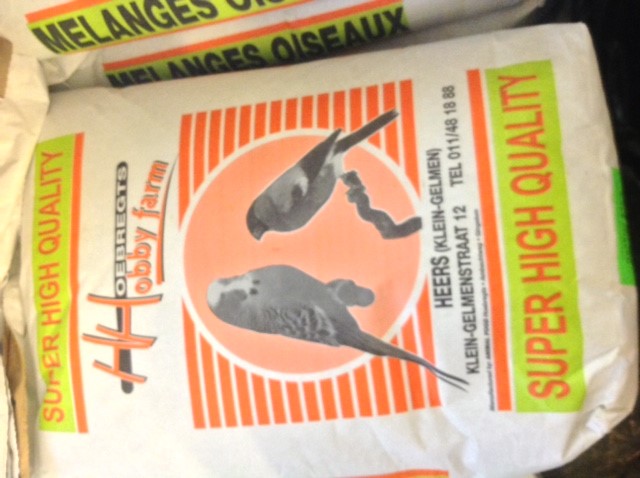 MELANGES OISEAUX
MELANGES OISEAUX
SUPER HIGH QUALITY
HOEBREGTS
Hobby farm
HEERS (KLEIN-GELMEN)
KLEIN-GELMENSTRAAT 12 TEL 011/48 18 88
SUPER HIGH QUALITY